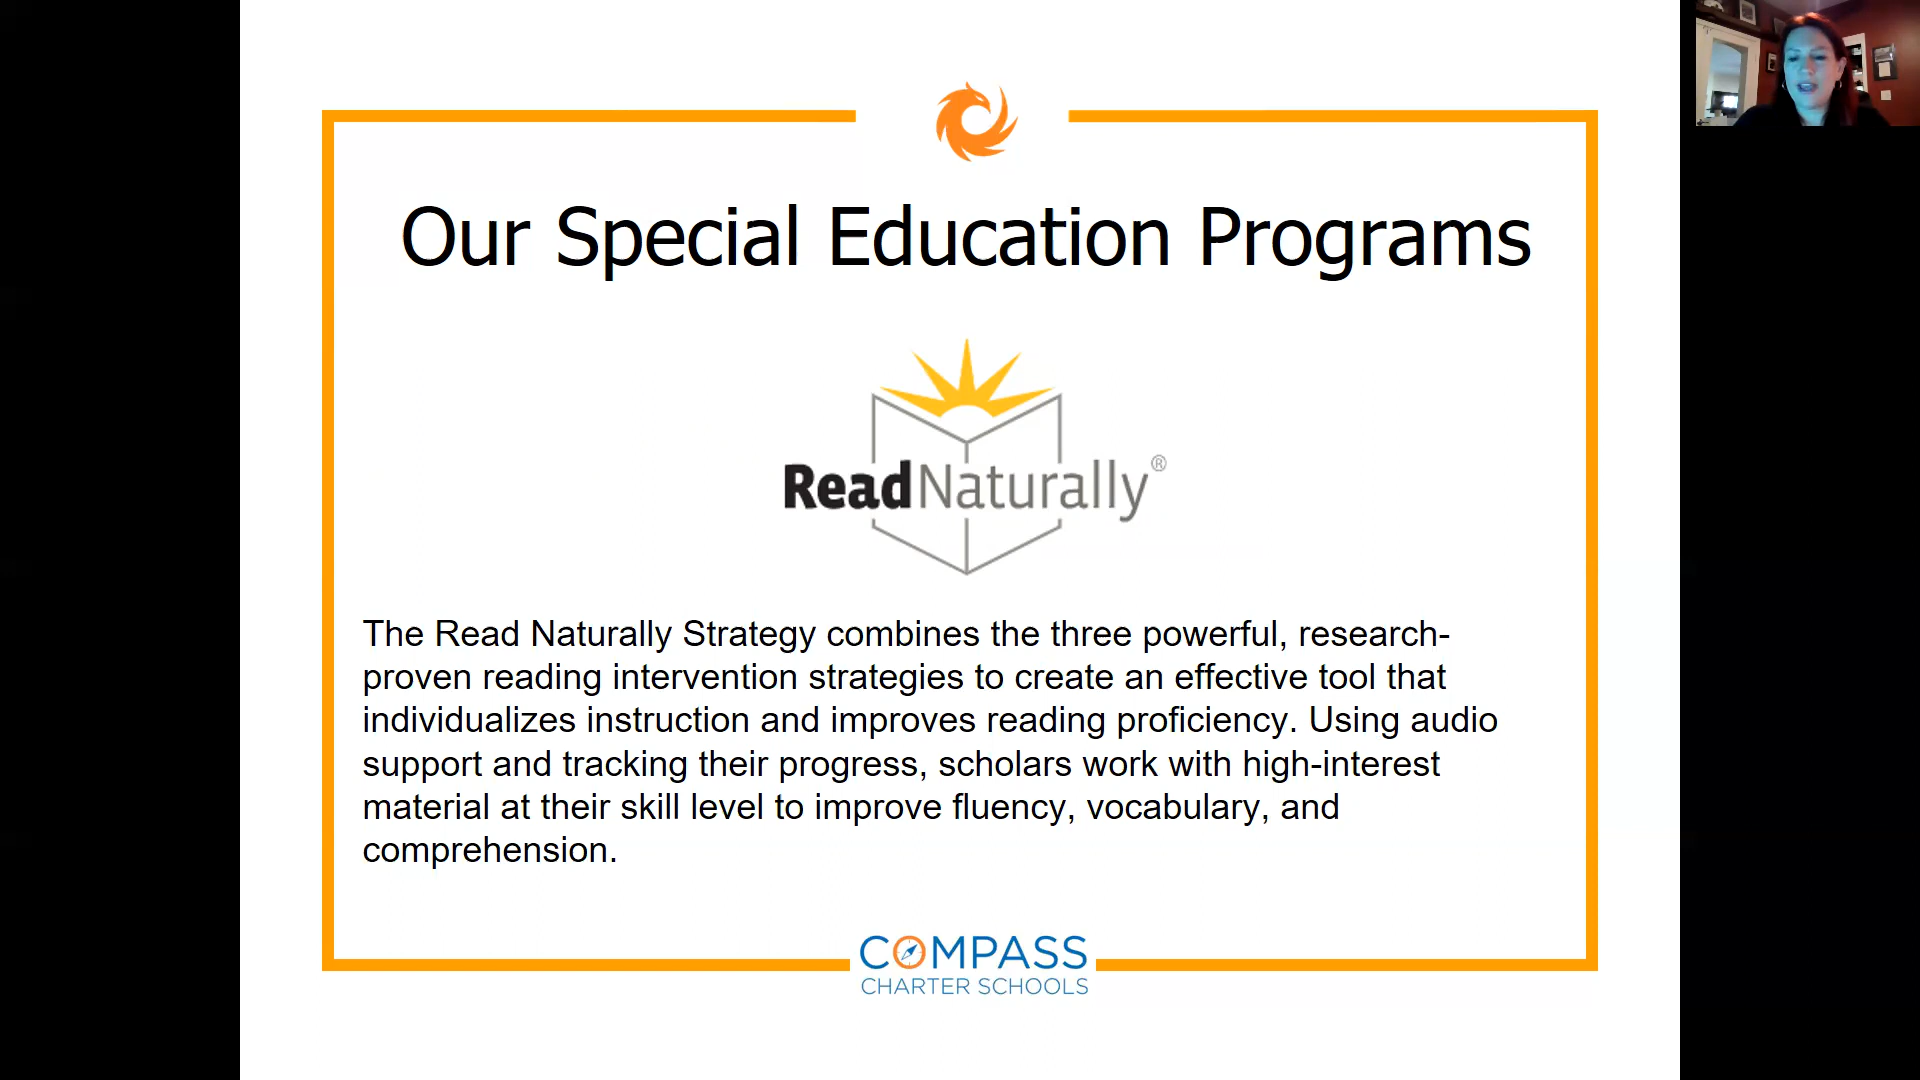 Our Special Education Programs
ReadNaturally®
The Read Naturally Strategy combines the three powerful, research-
proven reading intervention strategies to create an effective tool that
individualizes instruction and improves reading proficiency. Using audio
support and tracking their progress, scholars work with high-interest
material at their skill level to improve fluency, vocabulary, and
comprehension.
COMPASS
CHARTER SCHOOLS